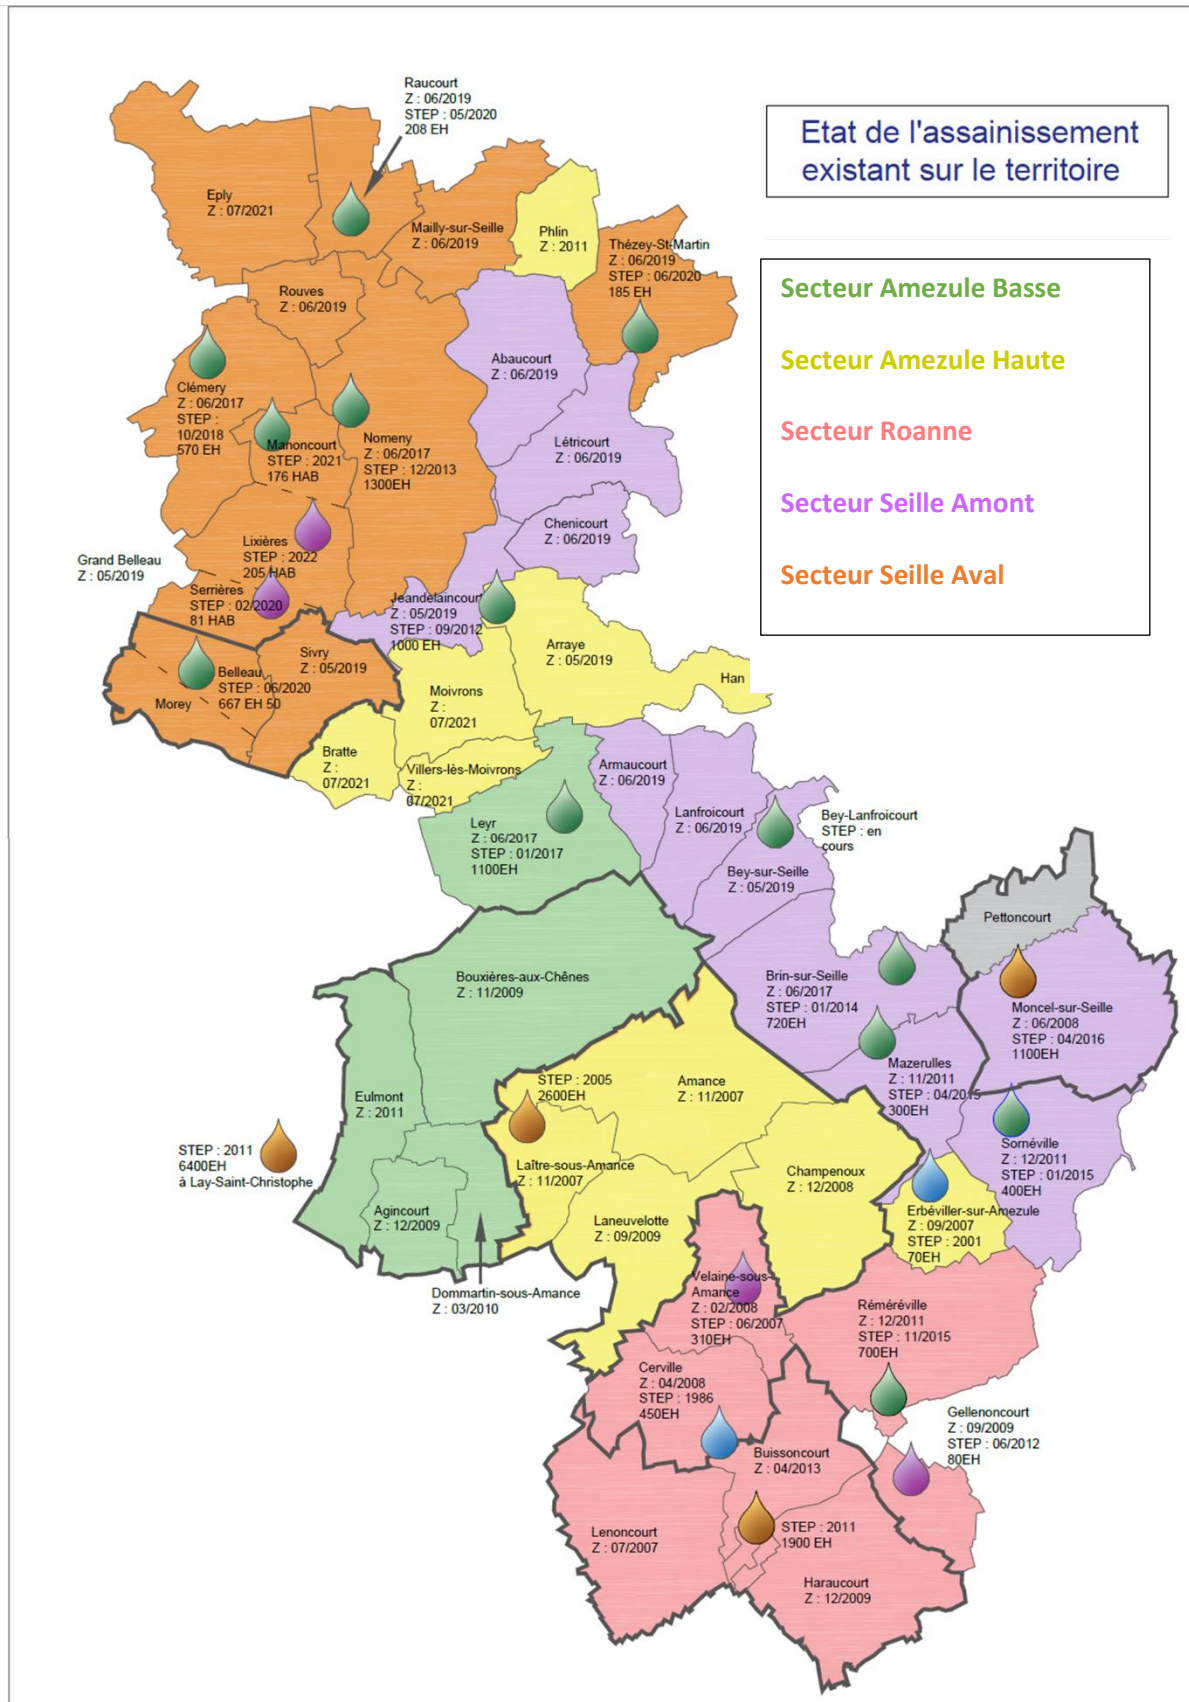 Etat de l'assainissement
existant sur le territoire
Secteur Amezule Basse
Secteur Amezule Haute
Secteur Roanne
Secteur Seille Amont
Secteur Seille Aval
Raucourt
Z : 06/2019
STEP : 05/2020
208 EH
Eply
Z : 07/2021
Mailly-sur-Seille
Z : 06/2019
Phlin
Z : 2011
Thézey-St-Martin
Z : 06/2019
STEP : 06/2020
185 EH
Rouves
Z : 06/2019
Abaucourt
Z : 06/2019
Clémery
Z : 06/2017
STEP :
10/2018
570 EH
Manoncourt
STEP : 2021
176 HAB
Nomeny
Z : 06/2017
STEP : 12/2013
1300EH
Létricourt
Z : 06/2019
Chenicourt
Z : 06/2019
Lixières
STEP : 2022
205 HAB
Grand Belleau
Z : 05/2019
Serrières
STEP : 02/2020
81 HAB
Jeandelaincourt
Z : 05/2019
STEP : 09/2012
1000 EH
Arraye
Z : 05/2019
Han
Sivry
Z : 05/2019
Belleau
STEP : 06/2020
667 EH 50
Morey
Moivrons
Z :
07/2021
Bratte
Z :
07/2021
Villers-lès-Moivrons
Z :
07/2021
Armaucourt
Z : 06/2019
Lanfroicourt
Z : 06/2019
Bey-Lanfroicourt
STEP : en
cours
Leyr
Z : 06/2017
STEP : 01/2017
1100EH
Bey-sur-Seille
Z : 05/2019
Pettoncourt
Bouxières-aux-Chênes
Z : 11/2009
Brin-sur-Seille
Z : 06/2017
STEP : 01/2014
720EH
Moncel-sur-Seille
Z : 06/2008
STEP : 04/2016
1100EH
Mazerulles
Z : 11/2011
STEP : 04/2015
300EH
STEP : 2005
2600EH
Amance
Z : 11/2007
Eulmont
Z : 2011
Sornéville
Z : 12/2011
STEP : 01/2015
400EH
STEP : 2011
6400EH
à Lay-Saint-Christophe
Laître-sous-Amance
Z : 11/2007
Champenoux
Z : 12/2008
Agincourt
Z : 12/2009
Laneuvelotte
Z : 09/2009
Erbéviller-sur-Amezule
Z : 09/2007
STEP : 2001
70EH
Dommartin-sous-Amance
Z : 03/2010
Velaine-sous-
Amance
Z : 02/2008
STEP : 06/2007
310EH
Réméréville
Z : 12/2011
STEP : 11/2015
700EH
Cerville
Z : 04/2008
STEP : 1986
450EH
Gellenoncourt
Z : 09/2009
STEP : 06/2012
80EH
Buissoncourt
Z : 04/2013
Lenoncourt
Z : 07/2007
STEP : 2011
1900 EH
Haraucourt
Z : 12/2009